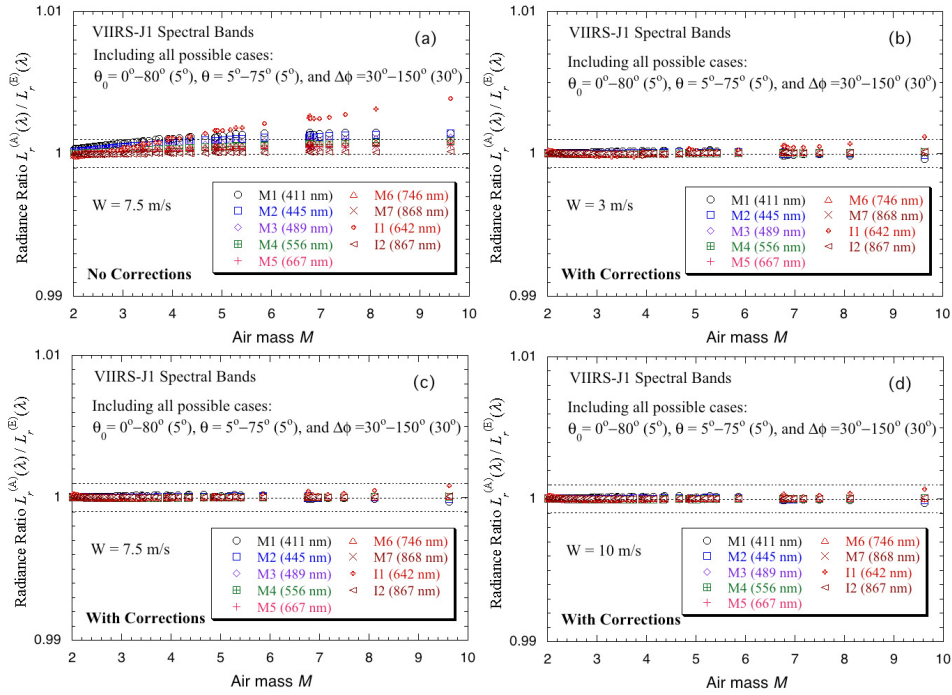 1.01
VIIRS-J1 Spectral Bands
(a)
Including all possible cases:
θ0 = 0°–80° (5°), θ = 5°–75° (5°), and Δϕ =30°–150° (30°)
Radiance Ratio Lr(A)(λ) / Lr(E)(λ)
1
W = 7.5 m/s
M1 (411 nm)
M2 (445 nm)
M3 (489 nm)
M4 (556 nm)
M5 (667 nm)
M6 (746 nm)
M7 (868 nm)
I1 (642 nm)
I2 (867 nm)
No Corrections
0.99
2 3 4 5 6 7 8 9 10
Air mass M
1.01
VIIRS-J1 Spectral Bands
(b)
Including all possible cases:
θ0 = 0°–80° (5°), θ = 5°–75° (5°), and Δϕ =30°–150° (30°)
Radiance Ratio Lr(A)(λ) / Lr(E)(λ)
1
W = 3 m/s
M1 (411 nm)
M2 (445 nm)
M3 (489 nm)
M4 (556 nm)
M5 (667 nm)
M6 (746 nm)
M7 (868 nm)
I1 (642 nm)
I2 (867 nm)
With Corrections
0.99
2 3 4 5 6 7 8 9 10
Air mass M
1.01
VIIRS-J1 Spectral Bands
(c)
Including all possible cases:
θ0 = 0°–80° (5°), θ = 5°–75° (5°), and Δϕ =30°–150° (30°)
Radiance Ratio Lr(A)(λ) / Lr(E)(λ)
1
W = 7.5 m/s
M1 (411 nm)
M2 (445 nm)
M3 (489 nm)
M4 (556 nm)
M5 (667 nm)
M6 (746 nm)
M7 (868 nm)
I1 (642 nm)
I2 (867 nm)
With Corrections
0.99
2 3 4 5 6 7 8 9 10
Air mass M
1.01
VIIRS-J1 Spectral Bands
(d)
Including all possible cases:
θ0 = 0°–80° (5°), θ = 5°–75° (5°), and Δϕ =30°–150° (30°)
Radiance Ratio Lr(A)(λ) / Lr(E)(λ)
1
W = 10 m/s
M1 (411 nm)
M2 (445 nm)
M3 (489 nm)
M4 (556 nm)
M5 (667 nm)
M6 (746 nm)
M7 (868 nm)
I1 (642 nm)
I2 (867 nm)
With Corrections
0.99
2 3 4 5 6 7 8 9 10
Air mass M